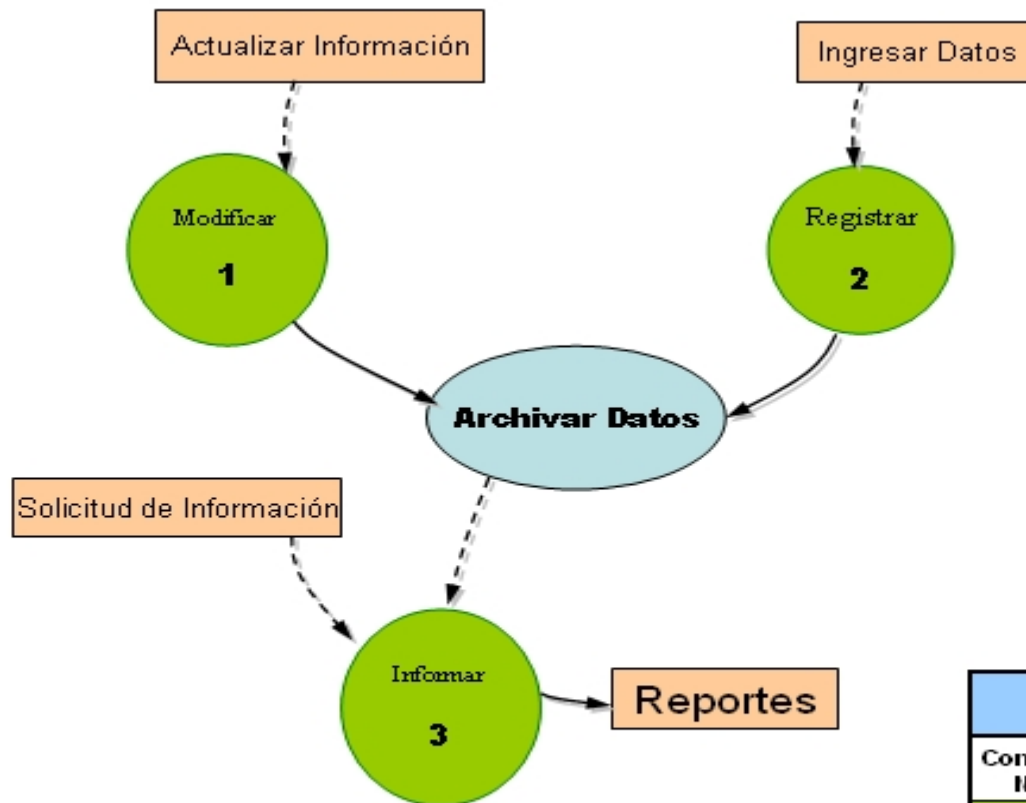 Actualizar Información
Ingresar Datos
Modificar
1
Registrar
2
Archivar Datos
Solicitud de Información
Informar
3
Reportes